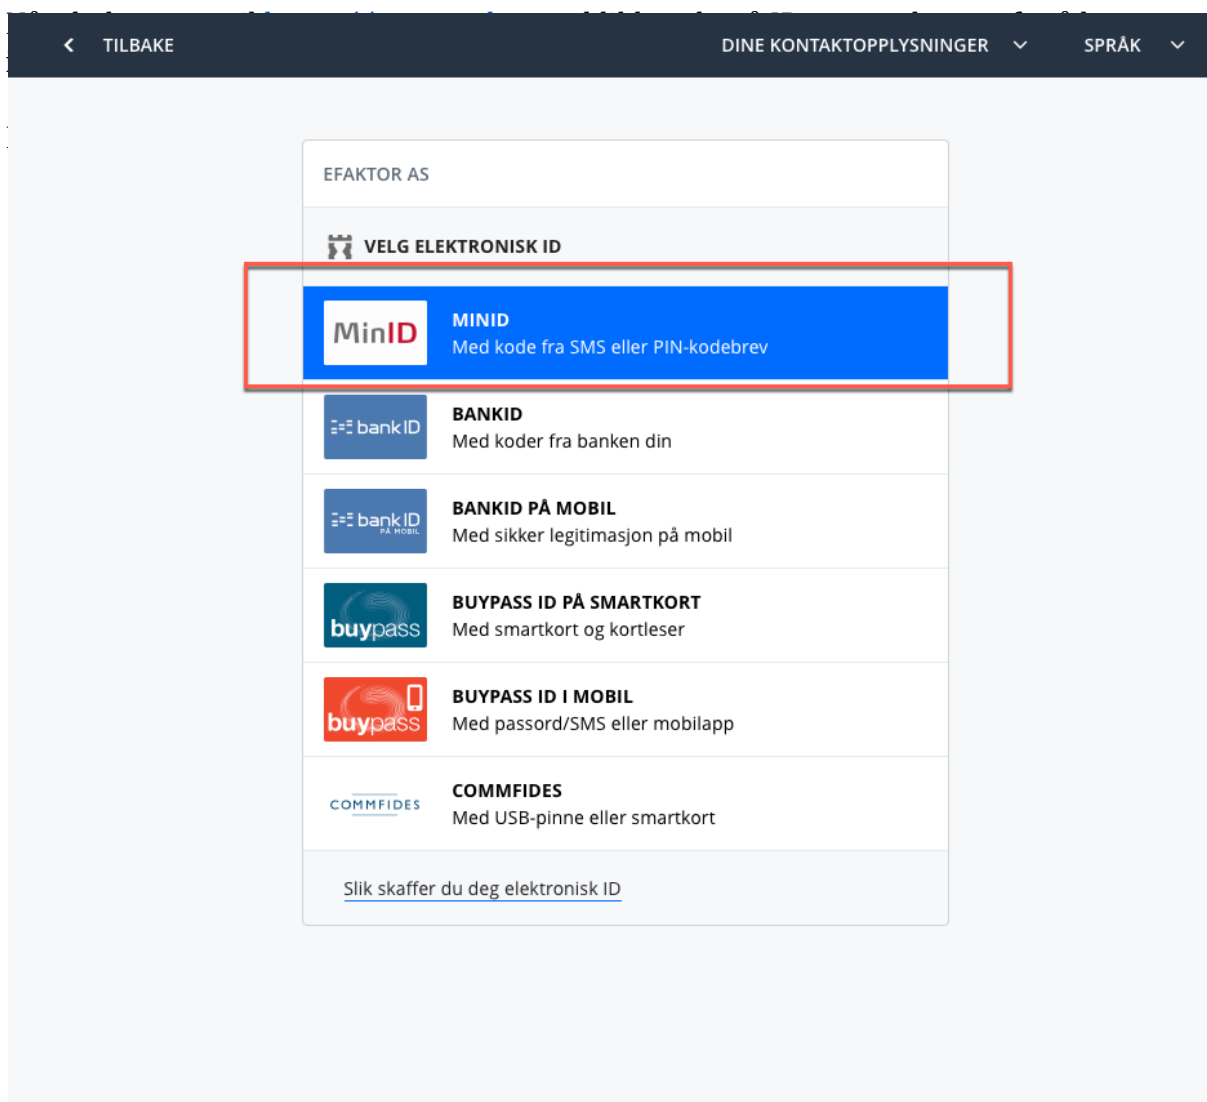 TILBAKE
DINE KONTAKTOPPLYSNINGER
SPRÅK
EFAKTOR AS
VELG ELEKTRONISK ID
MinID
MINID
Med kode fra SMS eller PIN-kodebrev
bankID
BANKID
Med koder fra banken din
bankID
PÅ MOBIL
BANKID PÅ MOBIL
Med sikker legitimasjon på mobil
buypass
BUYPASS ID PÅ SMARTKORT
Med smartkort og kortleser
buypass
BUYPASS ID I MOBIL
Med passord/SMS eller mobilapp
COMMFIDES
COMMFIDES
Med USB-pinne eller smartkort
Slik skaffer du deg elektronisk ID